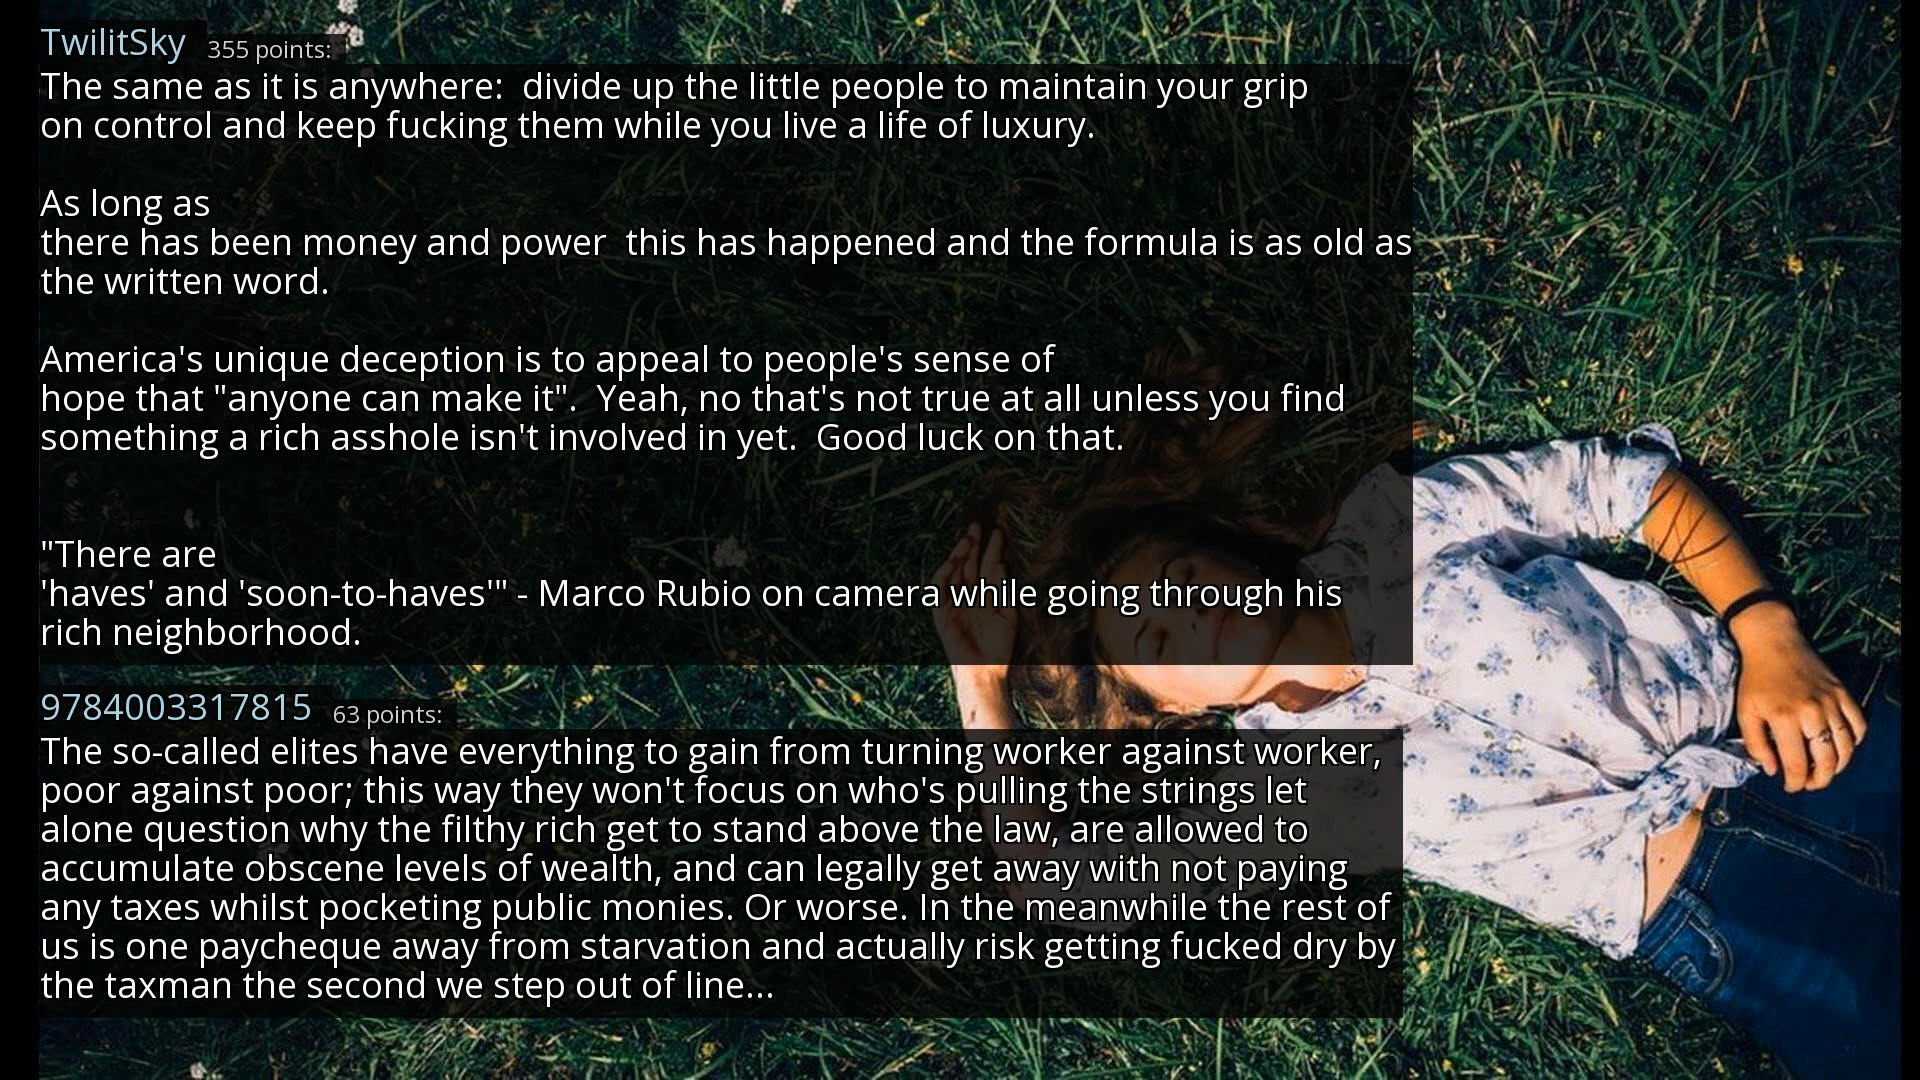 TwilitSky 355 points:
The same as it is anywhere:  divide up the little people to maintain your grip
on control and keep fucking them while you live a life of luxury.
As long as
there has been money and power  this has happened and the formula is as old as
the written word.
America's unique deception is to appeal to people's sense of
hope that "anyone can make it".  Yeah, no that's not true at all unless you find
something a rich asshole isn't involved in yet.  Good luck on that.
"There are
'haves' and 'soon-to-haves'" - Marco Rubio on camera while going through his
rich neighborhood.
9784003317815 63 points:
The so-called elites have everything to gain from turning worker against worker,
poor against poor; this way they won't focus on who's pulling the strings let
alone question why the filthy rich get to stand above the law, are allowed to
accumulate obscene levels of wealth, and can legally get away with not paying
any taxes whilst pocketing public monies. Or worse. In the meanwhile the rest of
us is one paycheque away from starvation and actually risk getting fucked dry by
the taxman the second we step out of line...